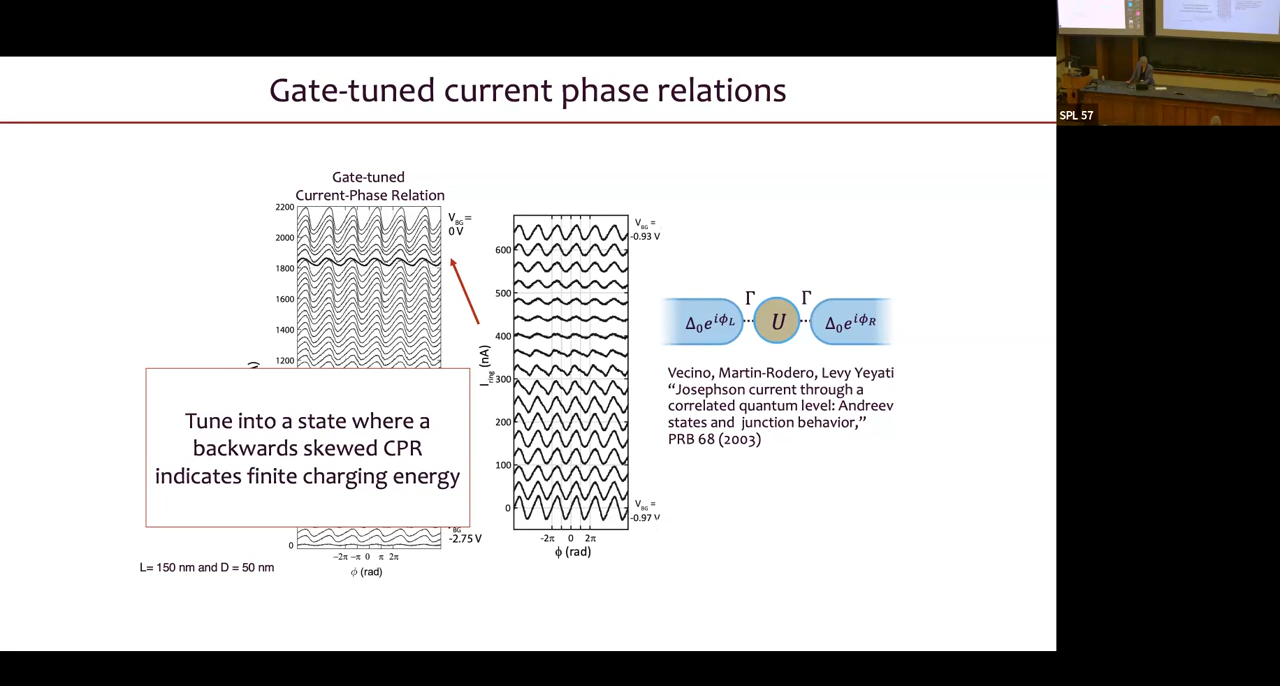 Gate-tuned current phase relations
SPL 57
Gate-tuned
Current-Phase Relation
2200
2000
1800
1600
1400
1200
0
V_BG =
0 V
-2.75 V
−2π −π 0 π 2π
ϕ (rad)
Tune into a state where a
backwards skewed CPR
indicates finite charging energy
L= 150 nm and D = 50 nm
I_ring (nA)
600
500
400
300
200
100
0
V_BG =
-0.93 V
V_BG =
-0.97 V
-2π 0 2π
ϕ (rad)
Γ Γ
Δ₀e^{iϕ_L} U Δ₀e^{iϕ_R}
Vecino, Martin-Rodero, Levy Yeyati
“Josephson current through a
correlated quantum level: Andreev
states and junction behavior,”
PRB 68 (2003)